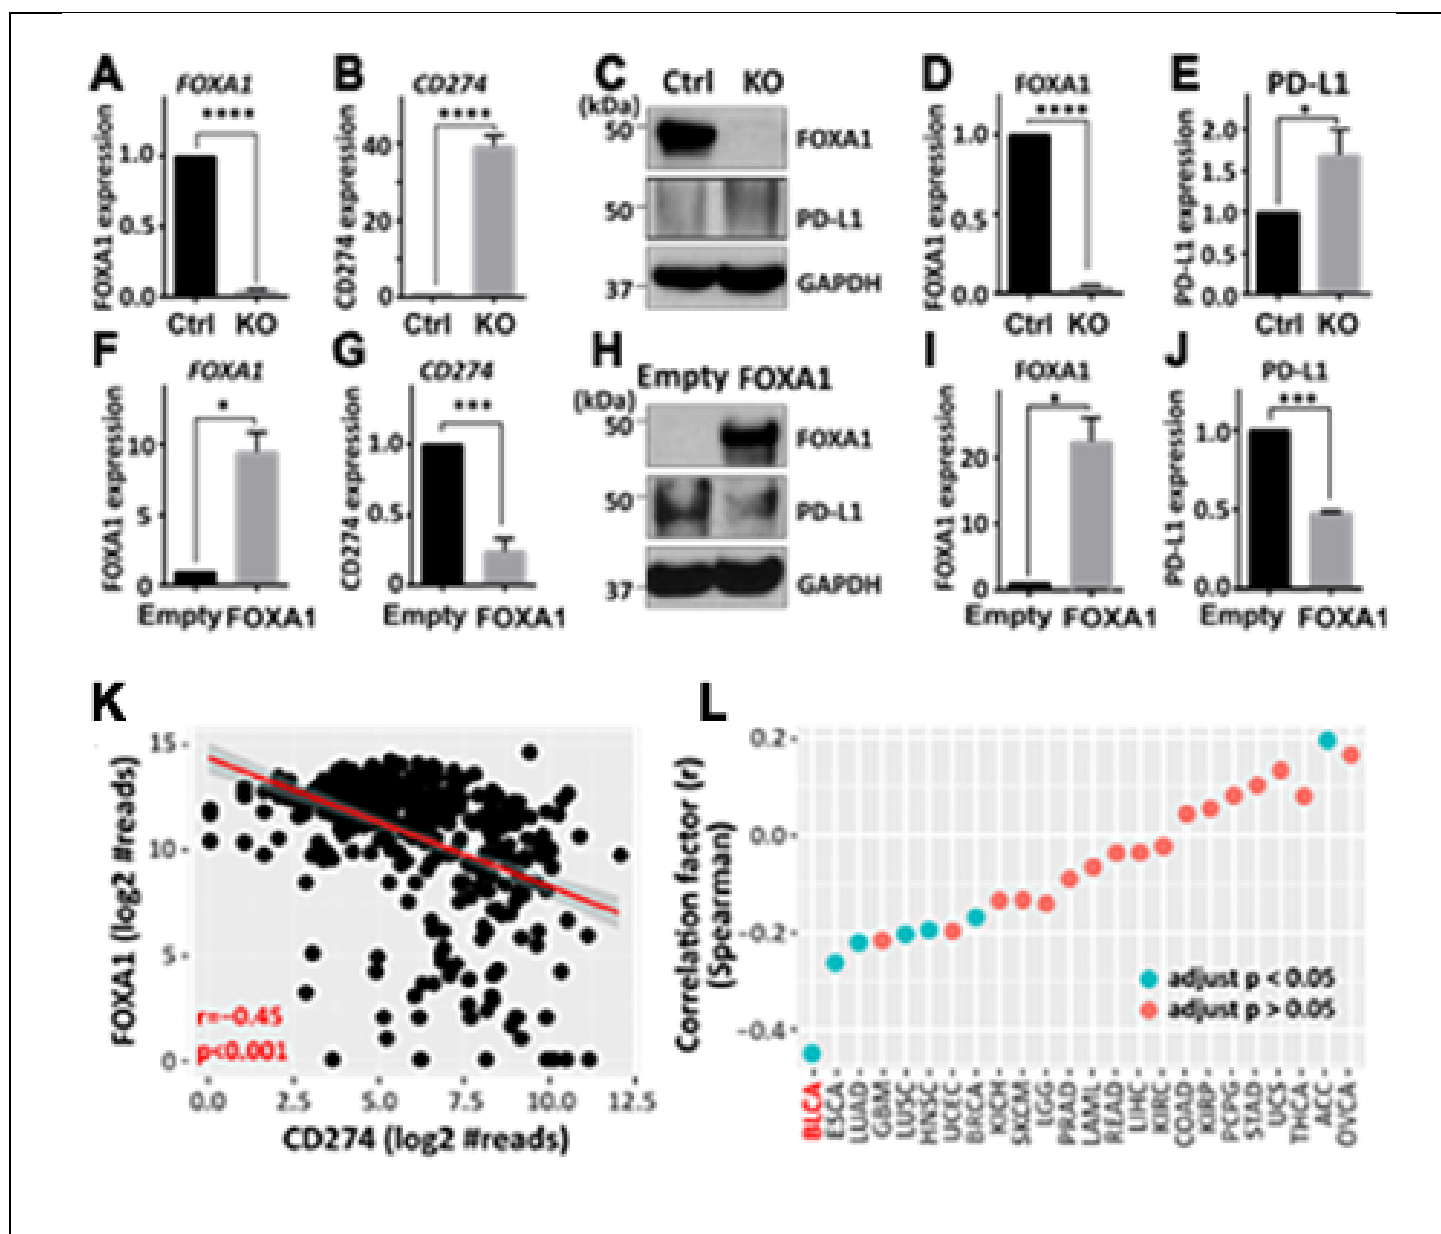 A
FOXA1
****
FOXA1 expression
1.0
0.5
0.0
Ctrl KO
B
CD274
****
CD274 expression
40
20
0
Ctrl KO
C
Ctrl KO
(kDa)
50
FOXA1
50
PD-L1
37
GAPDH
D
FOXA1
****
FOXA1 expression
1.0
0.5
0.0
Ctrl KO
E
PD-L1
*
PD-L1 expression
2.0
1.5
1.0
0.5
0.0
Ctrl KO
F
FOXA1
*
FOXA1 expression
10
5
0
Empty FOXA1
G
CD274
***
CD274 expression
1.0
0.5
0
Empty FOXA1
H
Empty FOXA1
(kDa)
50
FOXA1
50
PD-L1
37
GAPDH
I
FOXA1
*
FOXA1 expression
20
10
0
Empty FOXA1
J
PD-L1
***
PD-L1 expression
1.0
0.5
0.0
Empty FOXA1
K
FOXA1 (log2 #reads)
15
10
5
0
r=-0.45
p<0.001
0.0 2.5 5.0 7.5 10.0 12.5
CD274 (log2 #reads)
L
Correlation factor (r)
(Spearman)
0.2
0.0
-0.2
-0.4
adjust p < 0.05
adjust p > 0.05
BLCA
ESCA
LUAD
GBM
LUSC
HNSC
UCEC
BRCA
KICH
SKCM
LGG
PRAD
LAML
READ
LIHC
KIRC
COAD
KIRP
PCPG
STAD
UCS
THCA
ACC
OVCA